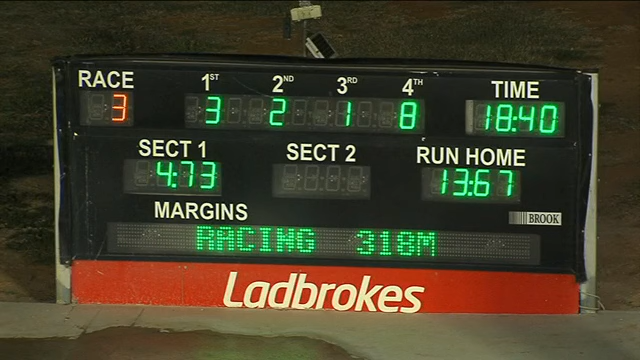 RACE 1ST 2ND 3RD 4TH TIME
3 3 2 1 8 18:40
SECT 1 SECT 2 RUN HOME
4:73 13:67
MARGINS BROOK
RACING 318M
Ladbrokes